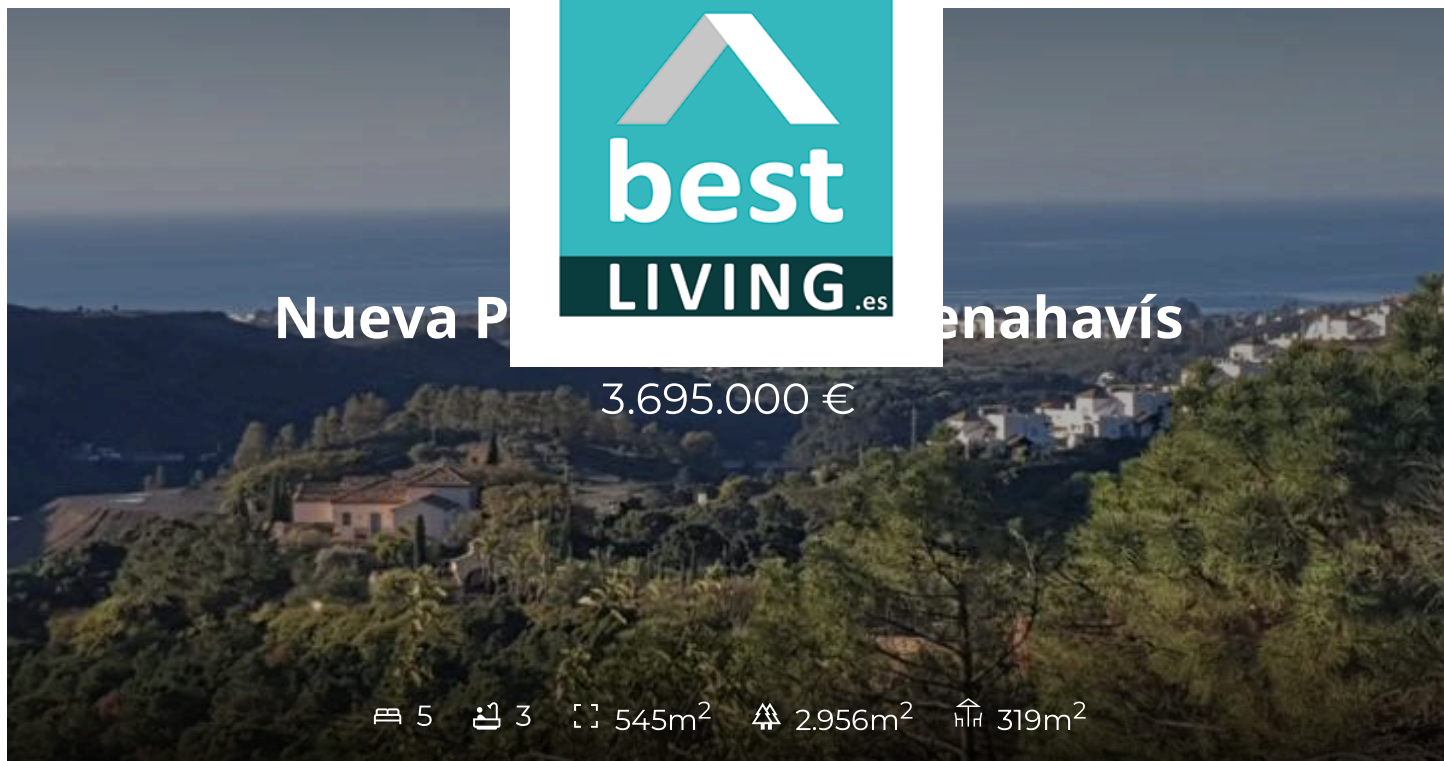 best
LIVING.es
Nueva P enahavís
3.695.000 €
5 3 545m² 2.956m² 319m²